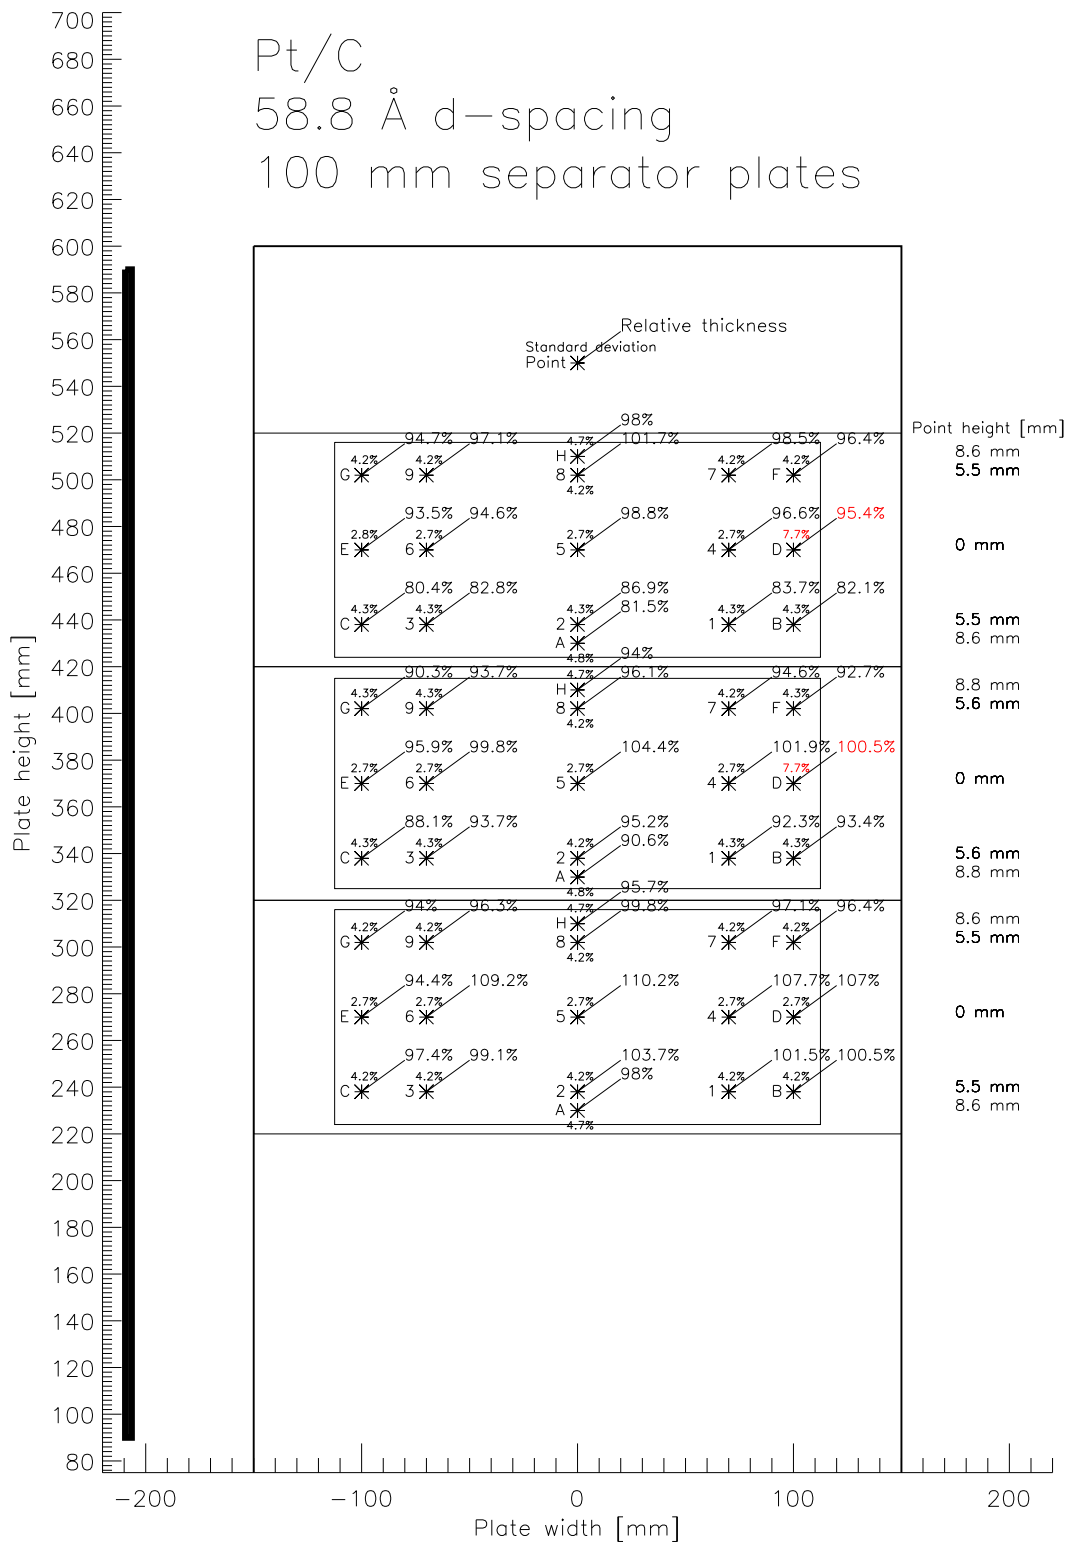 Pt/C
58.8 Å d-spacing
100 mm separator plates
700
680
660
640
620
600
580
560
540
520
500
480
460
440
420
400
380
360
340
320
300
280
260
240
220
200
180
160
140
120
100
80
Plate height [mm]
Relative thickness
Standard deviation
Point
Point height [mm]
98%
94.7% 97.1% 101.7% 98.5% 96.4%
8.6 mm
4.2% 4.2% 4.7% 4.2% 4.2%
H
G 9 8 7 F
5.5 mm
4.2%
93.5% 94.6% 98.8% 96.6% 95.4%
2.8% 2.7% 2.7% 2.7% 7.7%
E 6 5 4 D
0 mm
80.4% 82.8% 86.9% 83.7% 82.1%
81.5%
4.3% 4.3% 4.3% 4.3% 4.3%
C 3 2 1 B
5.5 mm
A
8.6 mm
4.8%
94%
90.3% 93.7% 96.1% 94.6% 92.7%
8.8 mm
4.3% 4.3% 4.7% 4.2% 4.3%
H
G 9 8 7 F
5.6 mm
4.2%
95.9% 99.8% 104.4% 101.9% 100.5%
2.7% 2.7% 2.7% 2.7% 7.7%
E 6 5 4 D
0 mm
88.1% 93.7% 95.2% 92.3% 93.4%
90.6%
4.3% 4.3% 4.2% 4.3% 4.3%
C 3 2 1 B
5.6 mm
A
8.8 mm
4.8%
95.7%
94% 96.3% 99.8% 97.1% 96.4%
8.6 mm
4.2% 4.2% 4.7% 4.2% 4.2%
H
G 9 8 7 F
5.5 mm
4.2%
94.4% 109.2% 110.2% 107.7% 107%
2.7% 2.7% 2.7% 2.7% 2.7%
E 6 5 4 D
0 mm
97.4% 99.1% 103.7% 101.5% 100.5%
98%
4.2% 4.2% 4.2% 4.2% 4.2%
C 3 2 1 B
5.5 mm
A
8.6 mm
4.7%
-200 -100 0 100 200
Plate width [mm]